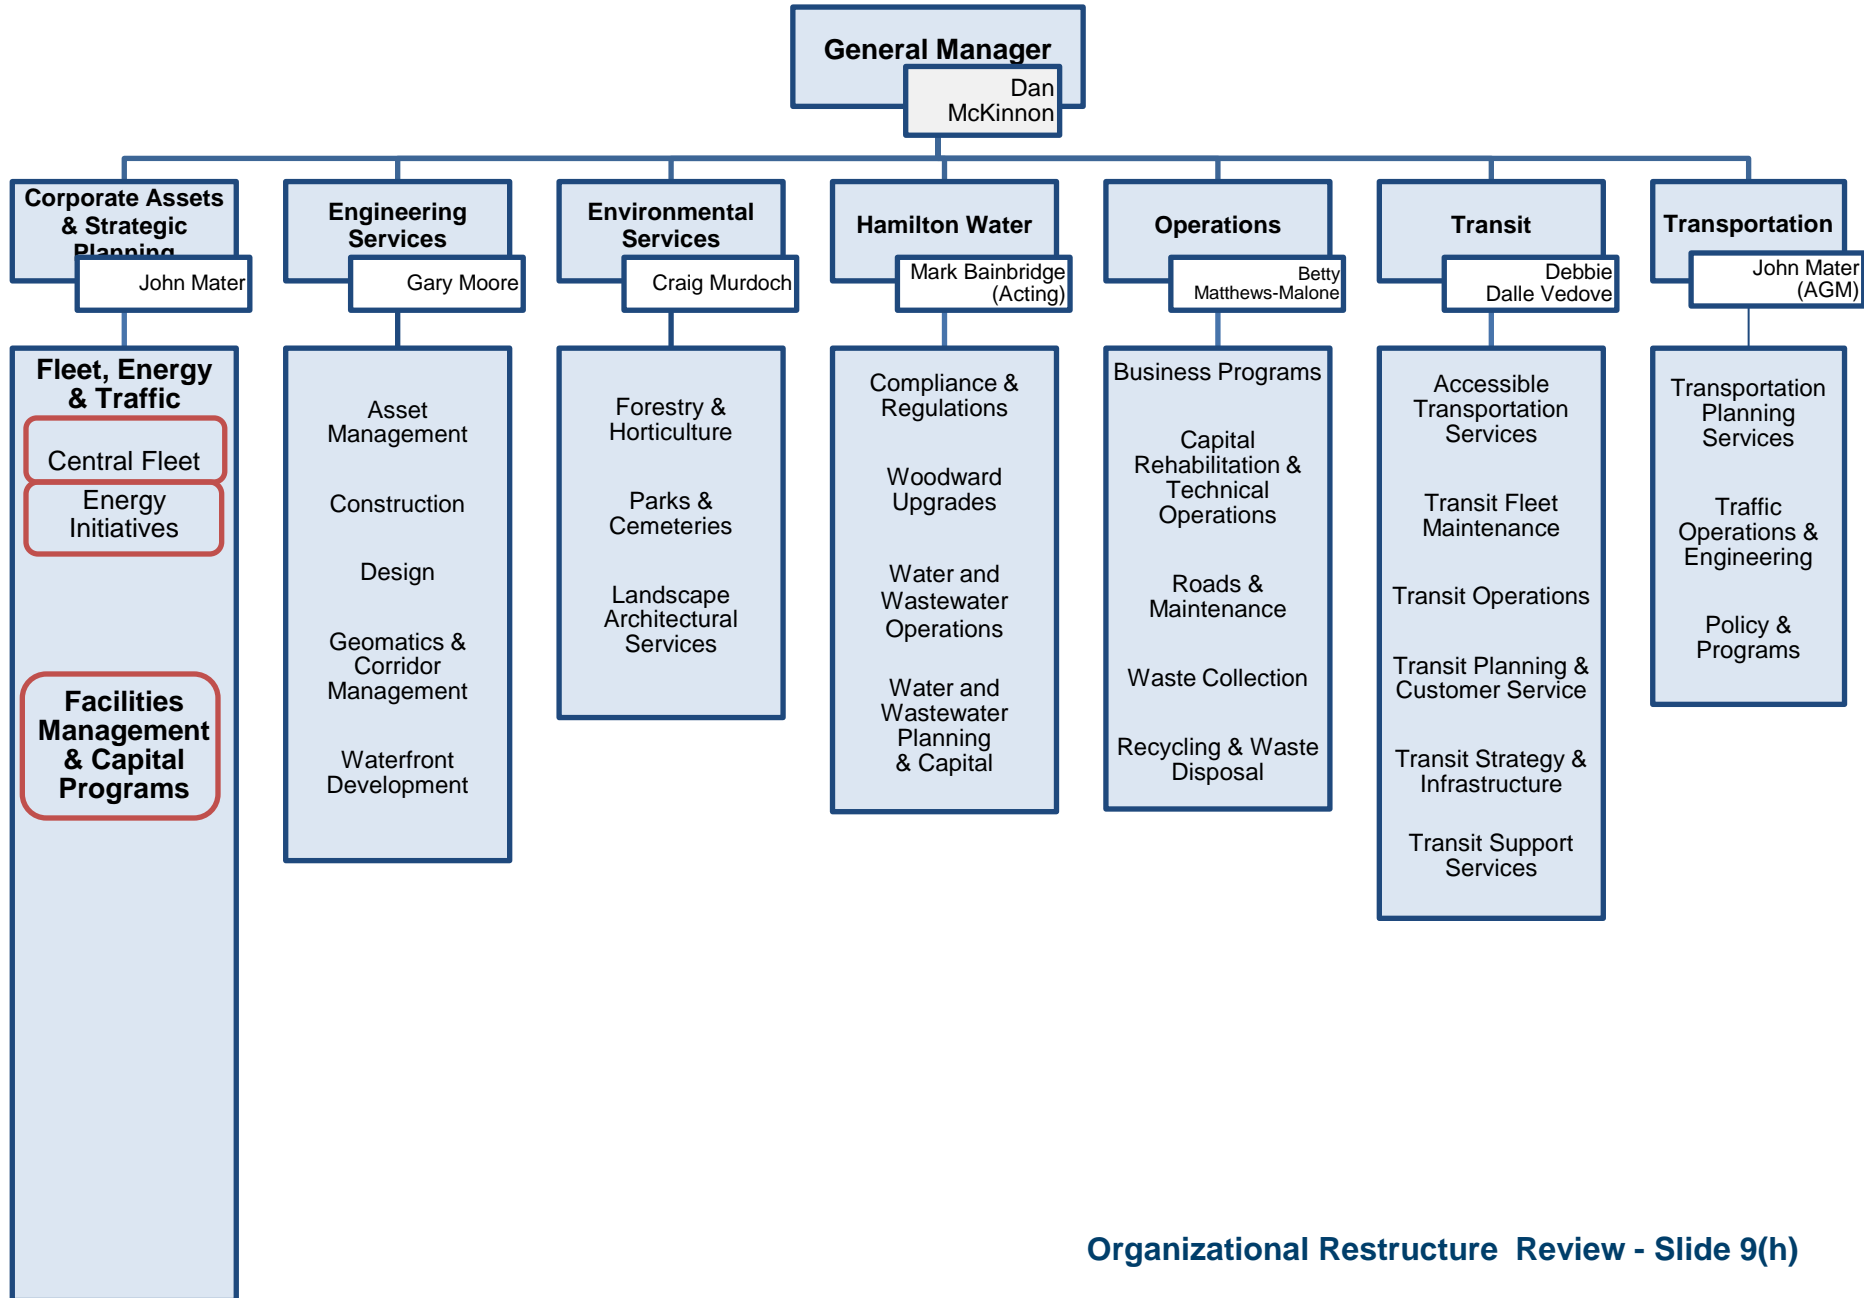 General Manager
Dan
McKinnon
Corporate Assets
& Strategic
Planning
John Mater
Engineering
Services
Gary Moore
Environmental
Services
Craig Murdoch
Hamilton Water
Mark Bainbridge
(Acting)
Operations
Betty
Matthews-Malone
Transit
Debbie
Dalle Vedove
Transportation
John Mater
(AGM)
Fleet, Energy
& Traffic
Central Fleet
Energy
Initiatives
Facilities
Management
& Capital
Programs
Asset
Management
Construction
Design
Geomatics &
Corridor
Management
Waterfront
Development
Forestry &
Horticulture
Parks &
Cemeteries
Landscape
Architectural
Services
Compliance &
Regulations
Woodward
Upgrades
Water and
Wastewater
Operations
Water and
Wastewater
Planning
& Capital
Business Programs
Capital
Rehabilitation &
Technical
Operations
Roads &
Maintenance
Waste Collection
Recycling & Waste
Disposal
Accessible
Transportation
Services
Transit Fleet
Maintenance
Transit Operations
Transit Planning &
Customer Service
Transit Strategy &
Infrastructure
Transit Support
Services
Transportation
Planning
Services
Traffic
Operations &
Engineering
Policy &
Programs
Organizational Restructure Review - Slide 9(h)